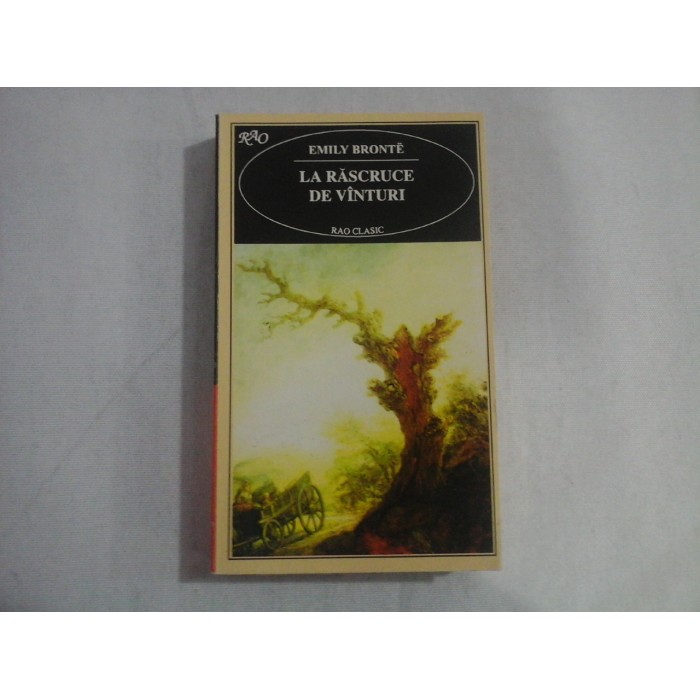 RAO
EMILY BRONTË
LA RĂSCRUCE
DE VÎNTURI
RAO CLASIC